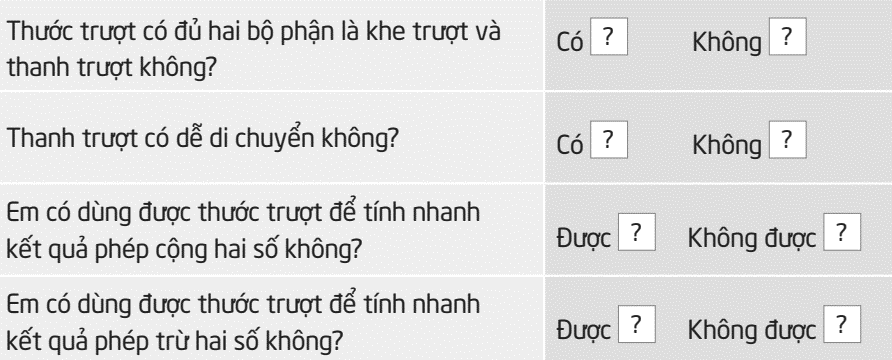 Thước trượt có đủ hai bộ phận là khe trượt và
thanh trượt không?
Có ? Không ?
Thanh trượt có dễ di chuyển không?
Có ? Không ?
Em có dùng được thước trượt để tính nhanh
kết quả phép cộng hai số không?
Được ? Không được ?
Em có dùng được thước trượt để tính nhanh
kết quả phép trừ hai số không?
Được ? Không được ?